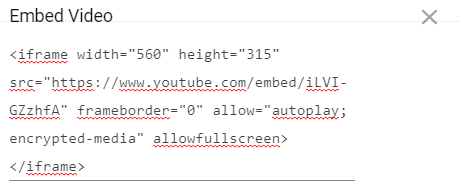 Embed Video
<iframe width="560" height="315"
src="https://www.youtube.com/embed/iLVI-
GZzhfA" frameborder="0" allow="autoplay;
encrypted-media" allowfullscreen>
</iframe>